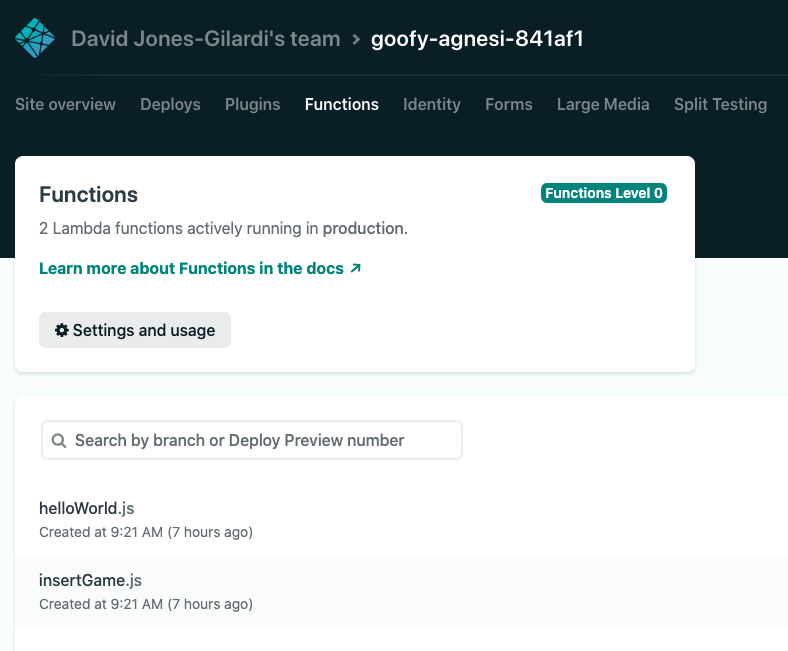 David Jones-Gilardi's team > goofy-agnesi-841af1
Site overview Deploys Plugins Functions Identity Forms Large Media Split Testing
Functions
Functions Level 0
2 Lambda functions actively running in production.
Learn more about Functions in the docs ↗
Settings and usage
Search by branch or Deploy Preview number
helloWorld.js
Created at 9:21 AM (7 hours ago)
insertGame.js
Created at 9:21 AM (7 hours ago)